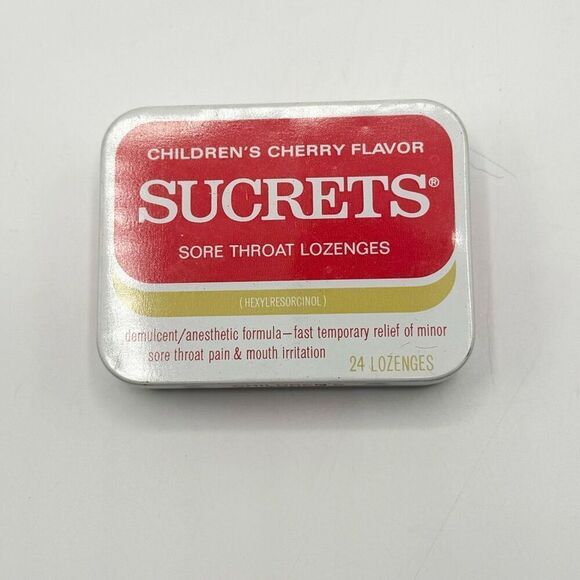 CHILDREN'S CHERRY FLAVOR
SUCRETS®
SORE THROAT LOZENGES
(HEXYLRESORCINOL)
demulcent/anesthetic formula—fast temporary relief of minor
sore throat pain & mouth irritation
24 LOZENGES